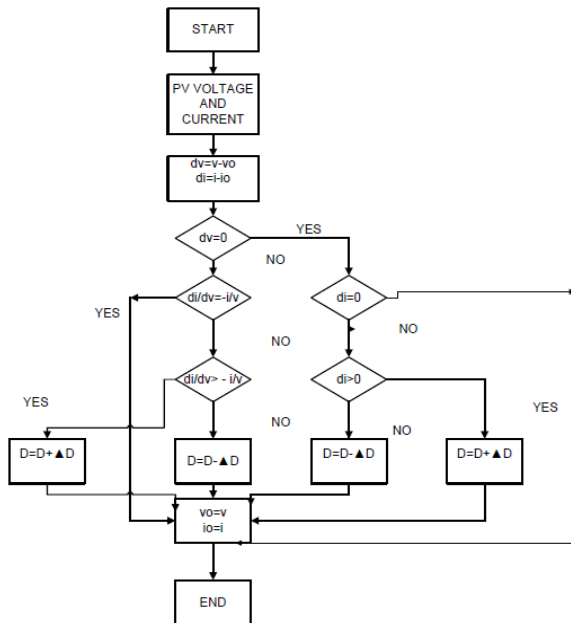 START
PV VOLTAGE
AND
CURRENT
dv=v-vo
di=i-io
dv=0
YES
NO
di/dv=-i/v
di=0
YES
NO
NO
di/dv> - i/v
di>0
YES
YES
NO
NO
D=D+▲D
D=D-▲D
D=D-▲D
D=D+▲D
vo=v
io=i
END